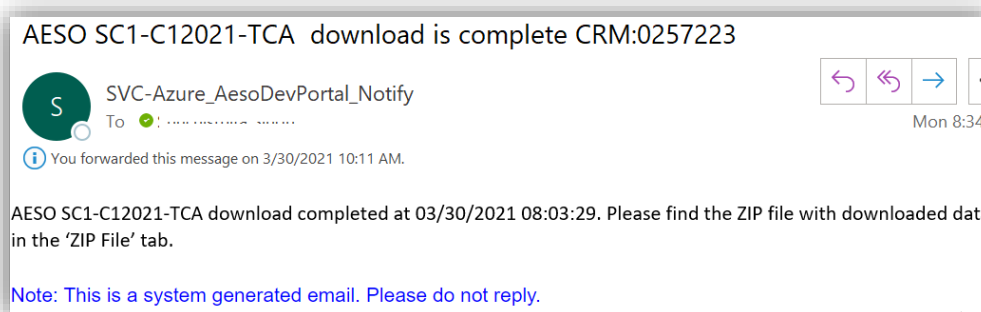 AESO SC1-C12021-TCA download is complete CRM:0257223
S
SVC-Azure_AesoDevPortal_Notify
To
Mon 8:34
You forwarded this message on 3/30/2021 10:11 AM.
AESO SC1-C12021-TCA download completed at 03/30/2021 08:03:29. Please find the ZIP file with downloaded dat
in the ‘ZIP File’ tab.
Note: This is a system generated email. Please do not reply.